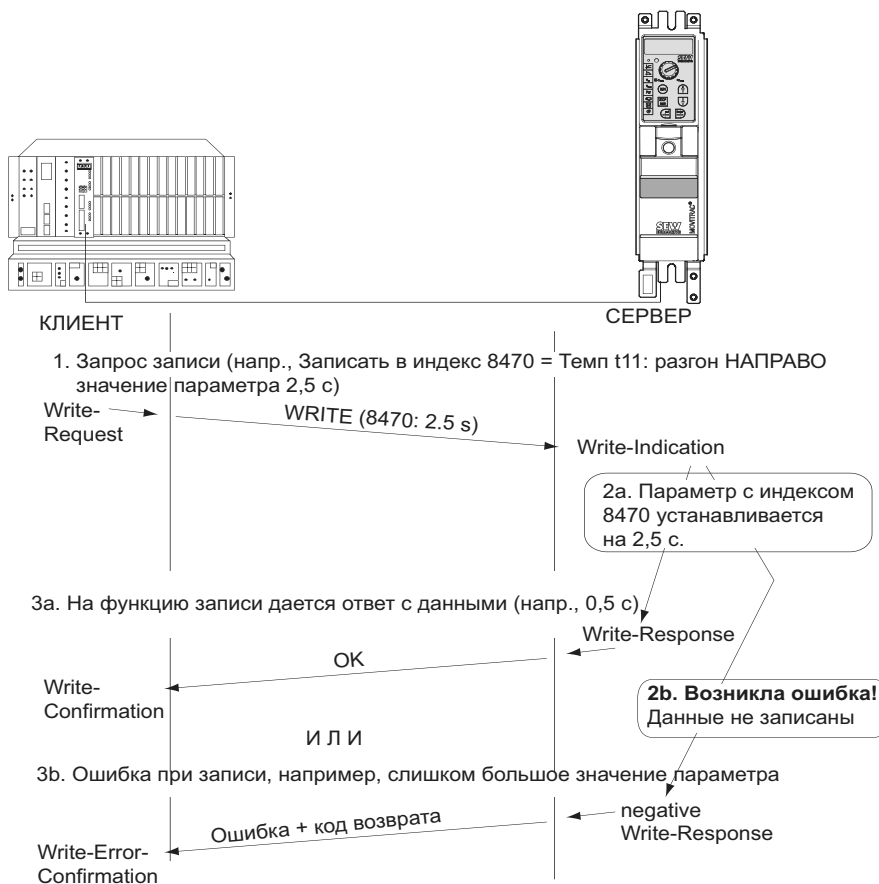 SEW
MOVITRAC®
КЛИЕНТ
СЕРВЕР
1. Запрос записи (напр., Записать в индекс 8470 = Темп t11: разгон НАПРАВО
значение параметра 2,5 с)
Write-
Request
WRITE (8470: 2.5 s)
Write-Indication
2a. Параметр с индексом
8470 устанавливается
на 2,5 с.
3a. На функцию записи дается ответ с данными (напр., 0,5 с)
Write-Response
OK
Write-
Confirmation
2b. Возникла ошибка!
Данные не записаны
И Л И
3b. Ошибка при записи, например, слишком большое значение параметра
negative
Write-Response
Ошибка + код возврата
Write-Error-
Confirmation